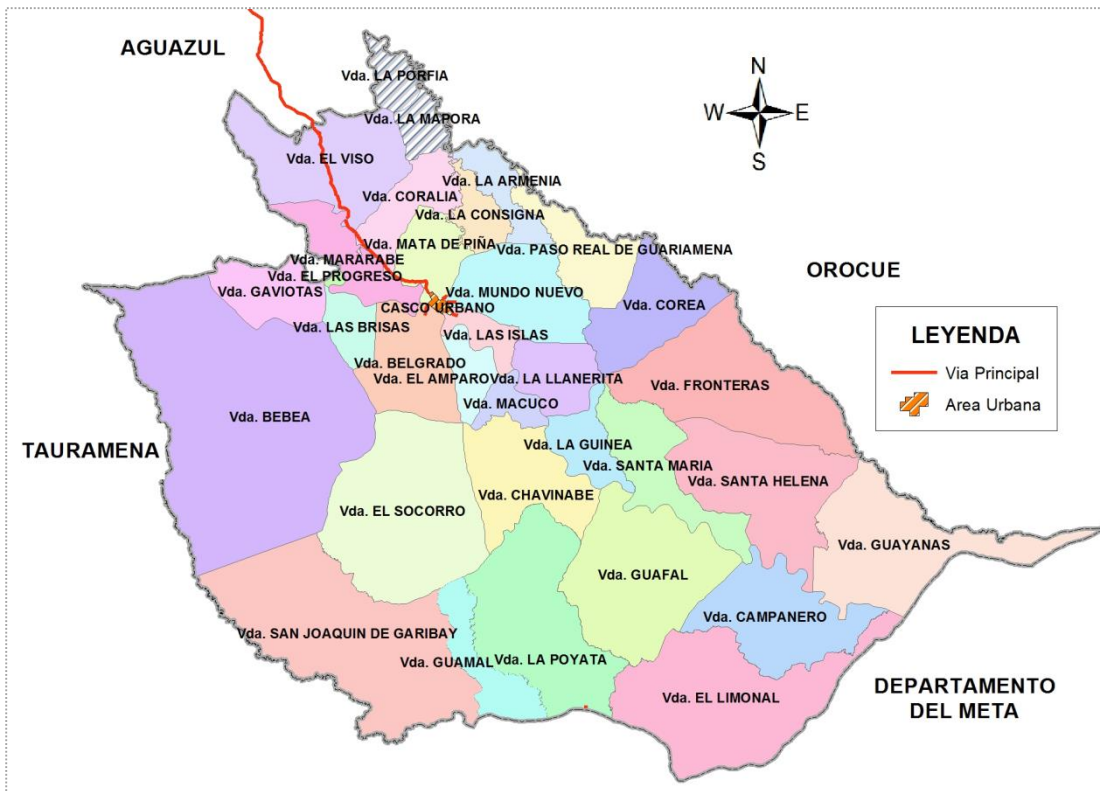 AGUAZUL
Vda. LA PORFIA
N
W
E
S
Vda. LA MAPORA
Vda. EL VISO
Vda. LA ARMENIA
Vda. CORALIA
Vda. LA CONSIGNA
Vda. MATA DE PIÑA
Vda. PASO REAL DE GUARIAMENA
Vda. MARARABE
OROCUE
Vda. EL PROGRESO
Vda. GAVIOTAS
Vda. MUNDO NUEVO
Vda. COREA
CASCO URBANO
Vda. LAS BRISAS
Vda. LAS ISLAS
LEYENDA
Vda. BELGRADO
Via Principal
Vda. EL AMPARO
Vda. LA LLANERITA
Vda. FRONTERAS
Vda. MACUCO
Area Urbana
Vda. BEBEA
Vda. LA GUINEA
TAURAMENA
Vda. SANTA MARIA
Vda. SANTA HELENA
Vda. CHAVINABE
Vda. EL SOCORRO
Vda. GUAYANAS
Vda. GUAFAL
Vda. CAMPANERO
Vda. SAN JOAQUIN DE GARIBAY
Vda. GUAMAL
Vda. LA POYATA
DEPARTAMENTO
DEL META
Vda. EL LIMONAL